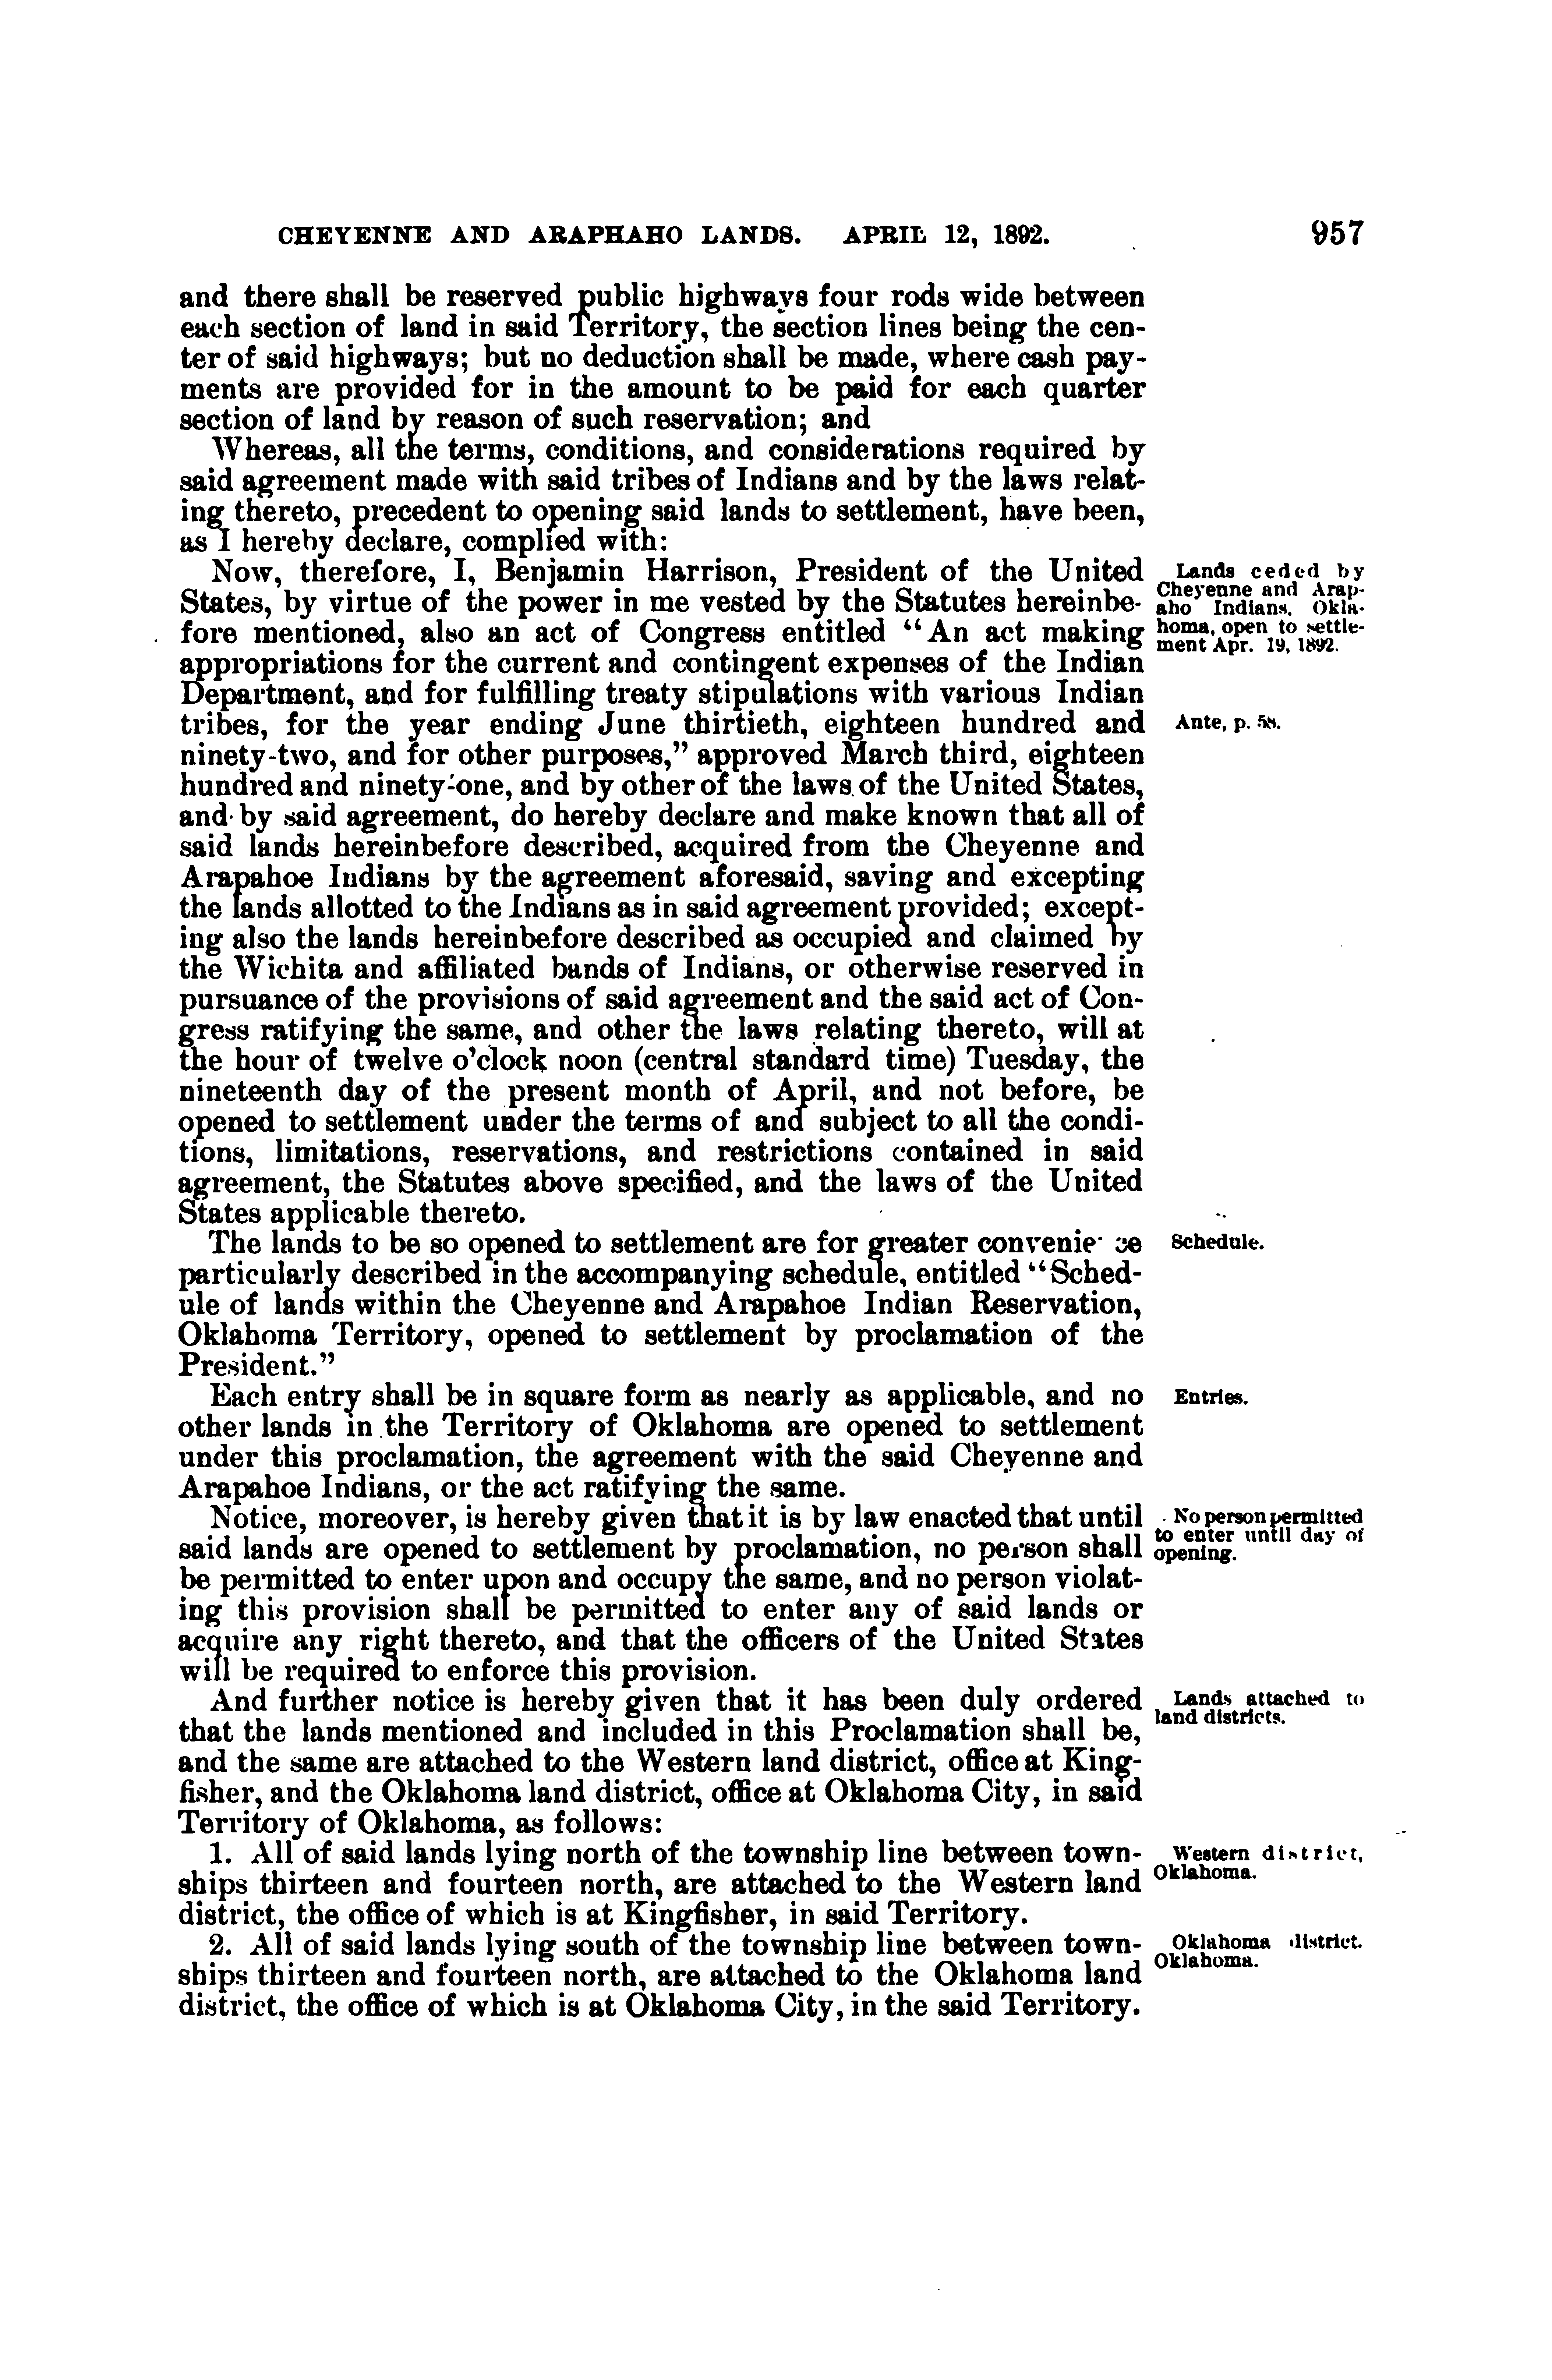 CHEYENNE AND ARAPHAHO LANDS. APRIL 12, 1892. 957
and there shall be reserved public highways four rods wide between
each section of land in said Territory, the section lines being the cen-
ter of said highways; but no deduction shall be made, where cash pay-
ments are provided for in the amount to be paid for each quarter
section of land by reason of such reservation; and
Whereas, all the terms, conditions, and considerations required by
said agreement made with said tribes of Indians and by the laws relat-
ing thereto, precedent to opening said lands to settlement, have been,
as I hereby declare, complied with:
Now, therefore, I, Benjamin Harrison, President of the United
States, by virtue of the power in me vested by the Statutes hereinbe-
fore mentioned, also an act of Congress entitled “An act making
appropriations for the current and contingent expenses of the Indian
Department, and for fulfilling treaty stipulations with various Indian
tribes, for the year ending June thirtieth, eighteen hundred and
ninety-two, and for other purposes,” approved March third, eighteen
hundred and ninety-one, and by other of the laws of the United States,
and by said agreement, do hereby declare and make known that all of
said lands hereinbefore described, acquired from the Cheyenne and
Arapahoe Indians by the agreement aforesaid, saving and excepting
the lands allotted to the Indians as in said agreement provided; except-
ing also the lands hereinbefore described as occupied and claimed by
the Wichita and affiliated bands of Indians, or otherwise reserved in
pursuance of the provisions of said agreement and the said act of Con-
gress ratifying the same, and other the laws relating thereto, will at
the hour of twelve o’clock noon (central standard time) Tuesday, the
nineteenth day of the present month of April, and not before, be
opened to settlement under the terms of and subject to all the condi-
tions, limitations, reservations, and restrictions contained in said
agreement, the Statutes above specified, and the laws of the United
States applicable thereto.
The lands to be so opened to settlement are for greater convenience
particularly described in the accompanying schedule, entitled “Sched-
ule of lands within the Cheyenne and Arapahoe Indian Reservation,
Oklahoma Territory, opened to settlement by proclamation of the
President.”
Each entry shall be in square form as nearly as applicable, and no
other lands in the Territory of Oklahoma are opened to settlement
under this proclamation, the agreement with the said Cheyenne and
Arapahoe Indians, or the act ratifying the same.
Notice, moreover, is hereby given that it is by law enacted that until
said lands are opened to settlement by proclamation, no person shall
be permitted to enter upon and occupy the same, and no person violat-
ing this provision shall be permitted to enter any of said lands or
acquire any right thereto, and that the officers of the United States
will be required to enforce this provision.
And further notice is hereby given that it has been duly ordered
that the lands mentioned and included in this Proclamation shall be,
and the same are attached to the Western land district, office at King-
fisher, and the Oklahoma land district, office at Oklahoma City, in said
Territory of Oklahoma, as follows:
1. All of said lands lying north of the township line between town-
ships thirteen and fourteen north, are attached to the Western land
district, the office of which is at Kingfisher, in said Territory.
2. All of said lands lying south of the township line between town-
ships thirteen and fourteen north, are attached to the Oklahoma land
district, the office of which is at Oklahoma City, in the said Territory.
Lands ceded by
Cheyenne and Arap-
aho Indians. Okla-
homa, open to settle-
ment Apr. 19, 1892.
Ante, p.
Schedule.
Entries.
No person permitted
to enter until day of
opening.
Lands attached to
land districts.
Western district,
Oklahoma.
Oklahoma district.
Oklahoma.